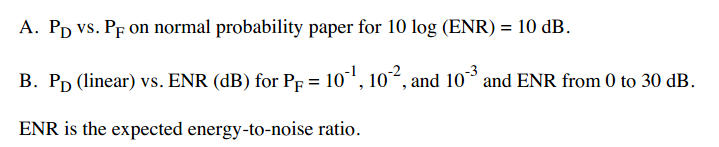 A. P_D vs. P_F on normal probability paper for 10 log (ENR) = 10 dB.
B. P_D (linear) vs. ENR (dB) for P_F = 10^-1, 10^-2, and 10^-3 and ENR from 0 to 30 dB.
ENR is the expected energy-to-noise ratio.